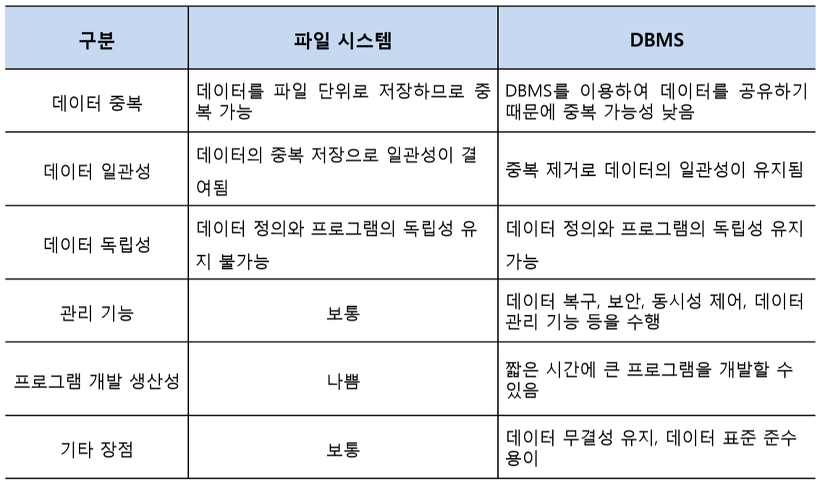 구분
파일 시스템
DBMS
데이터 중복
데이터를 파일 단위로 저장하므로 중
복 가능
DBMS를 이용하여 데이터를 공유하기
때문에 중복 가능성 낮음
데이터 일관성
데이터의 중복 저장으로 일관성이 결
여됨
중복 제거로 데이터의 일관성이 유지됨
데이터 독립성
데이터 정의와 프로그램의 독립성 유
지 불가능
데이터 정의와 프로그램의 독립성 유지
가능
관리 기능
보통
데이터 복구, 보안, 동시성 제어, 데이터
관리 기능 등을 수행
프로그램 개발 생산성
나쁨
짧은 시간에 큰 프로그램을 개발할 수
있음
기타 장점
보통
데이터 무결성 유지, 데이터 표준 준수
용이